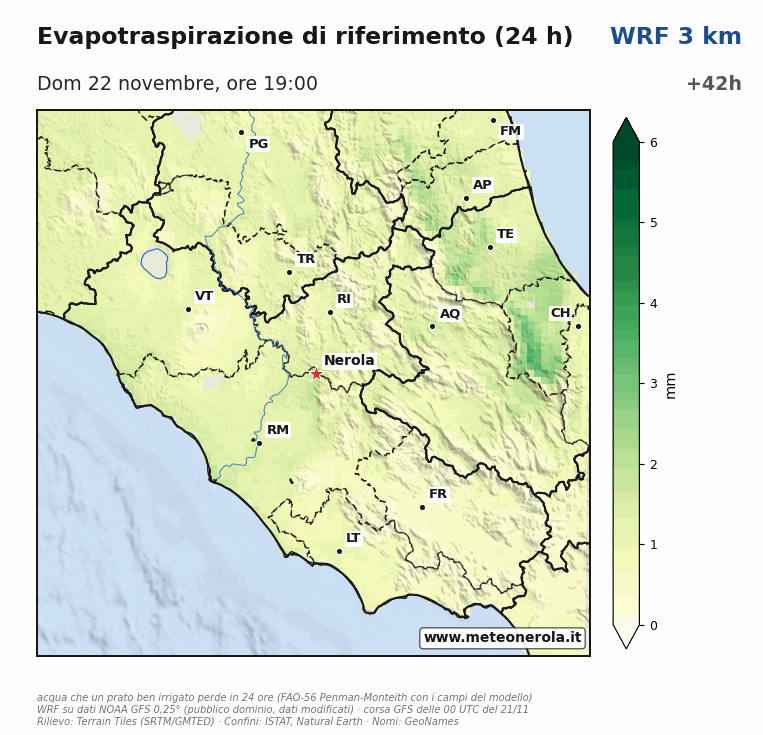 Evapotraspirazione di riferimento (24 h)
WRF 3 km
Dom 22 novembre, ore 19:00
+42h
FM
PG
AP
TE
TR
VT
RI
AQ
CH
Nerola
RM
FR
LT
www.meteonerola.it
6
5
4
3
2
1
0
mm
acqua che un prato ben irrigato perde in 24 ore (FAO-56 Penman-Monteith con i campi del modello)
WRF su dati NOAA GFS 0,25° (pubblico dominio, dati modificati) · corsa GFS delle 00 UTC del 21/11
Rilievo: Terrain Tiles (SRTM/GMTED) · Confini: ISTAT, Natural Earth · Nomi: GeoNames